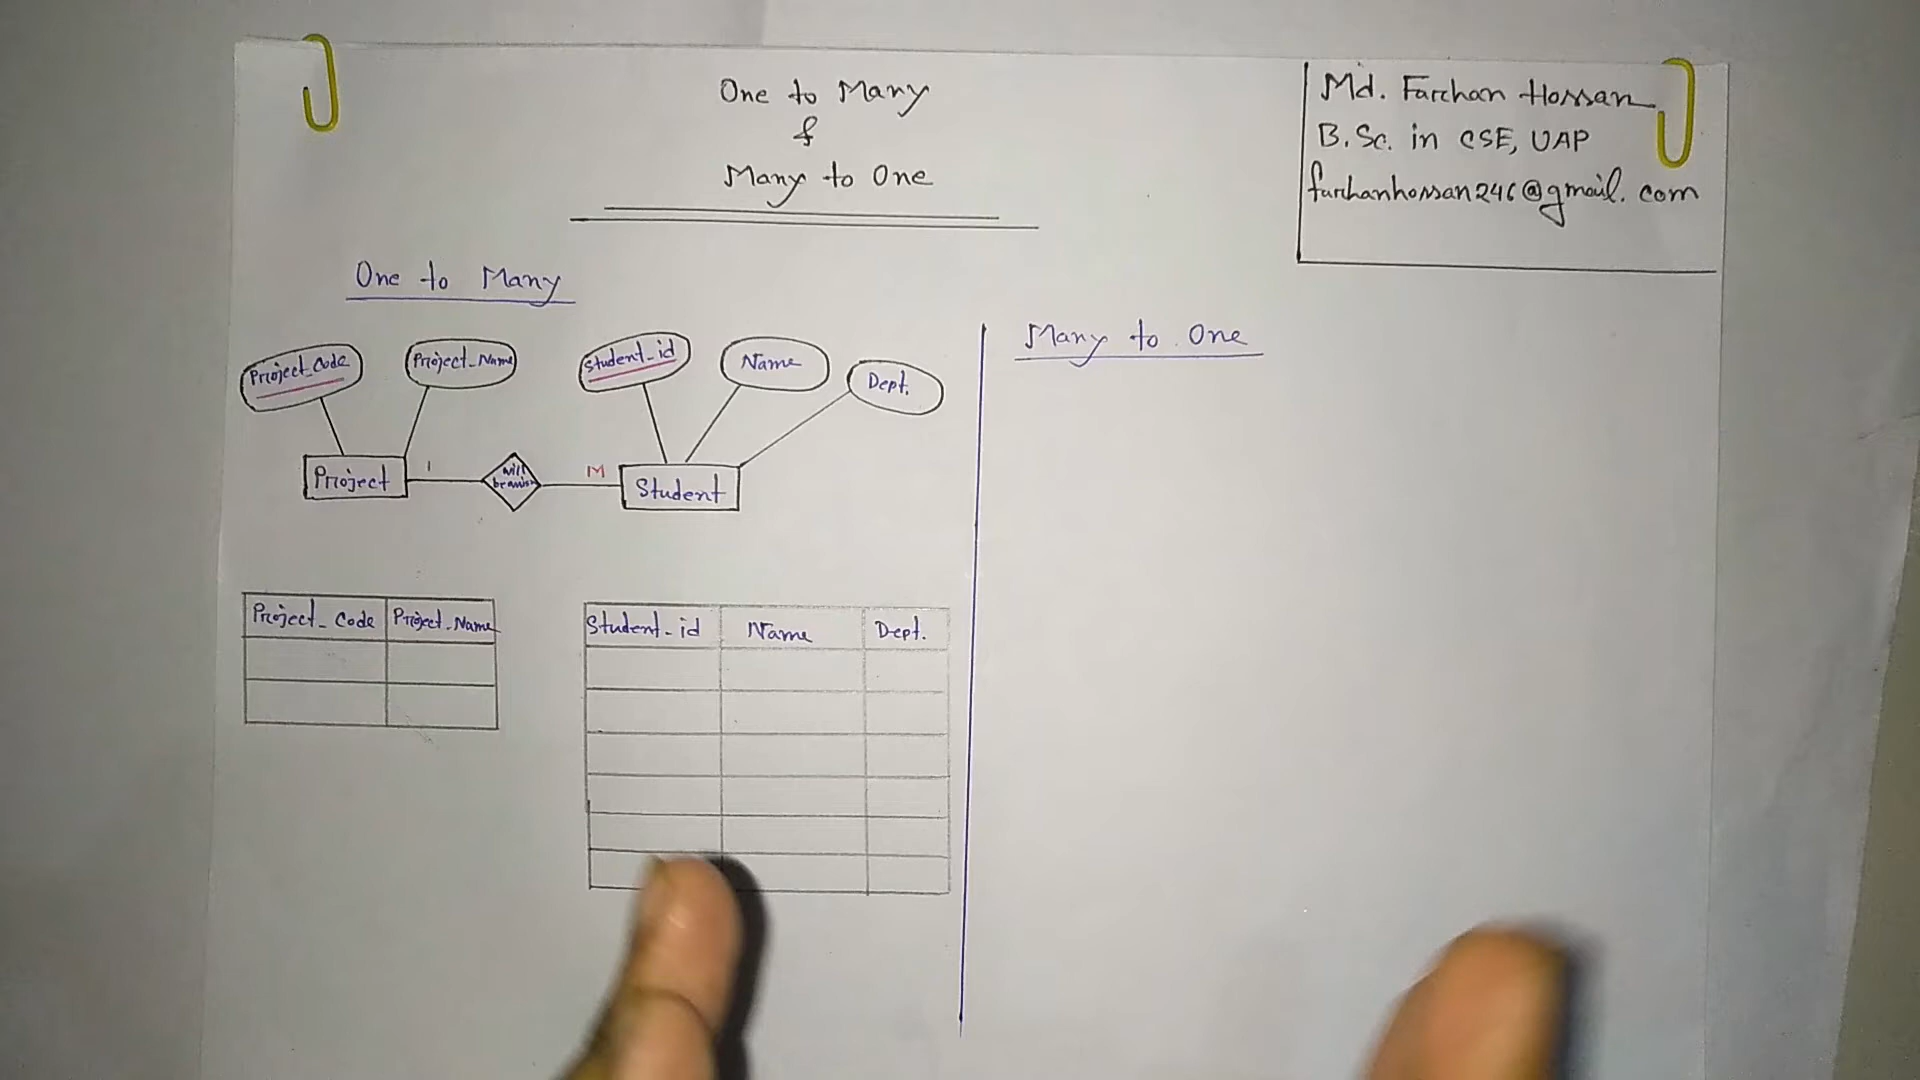 One to Many
&
Many to One
Md. Farhan Hossan
B.Sc. in CSE, UAP
farhanhossan246@gmail.com
One to Many
Project_Code
Project_Name
Student_id
Name
Dept.
Project
1
will
M
Student
Project_Code Project_Name
Student_id Name Dept.
Many to One